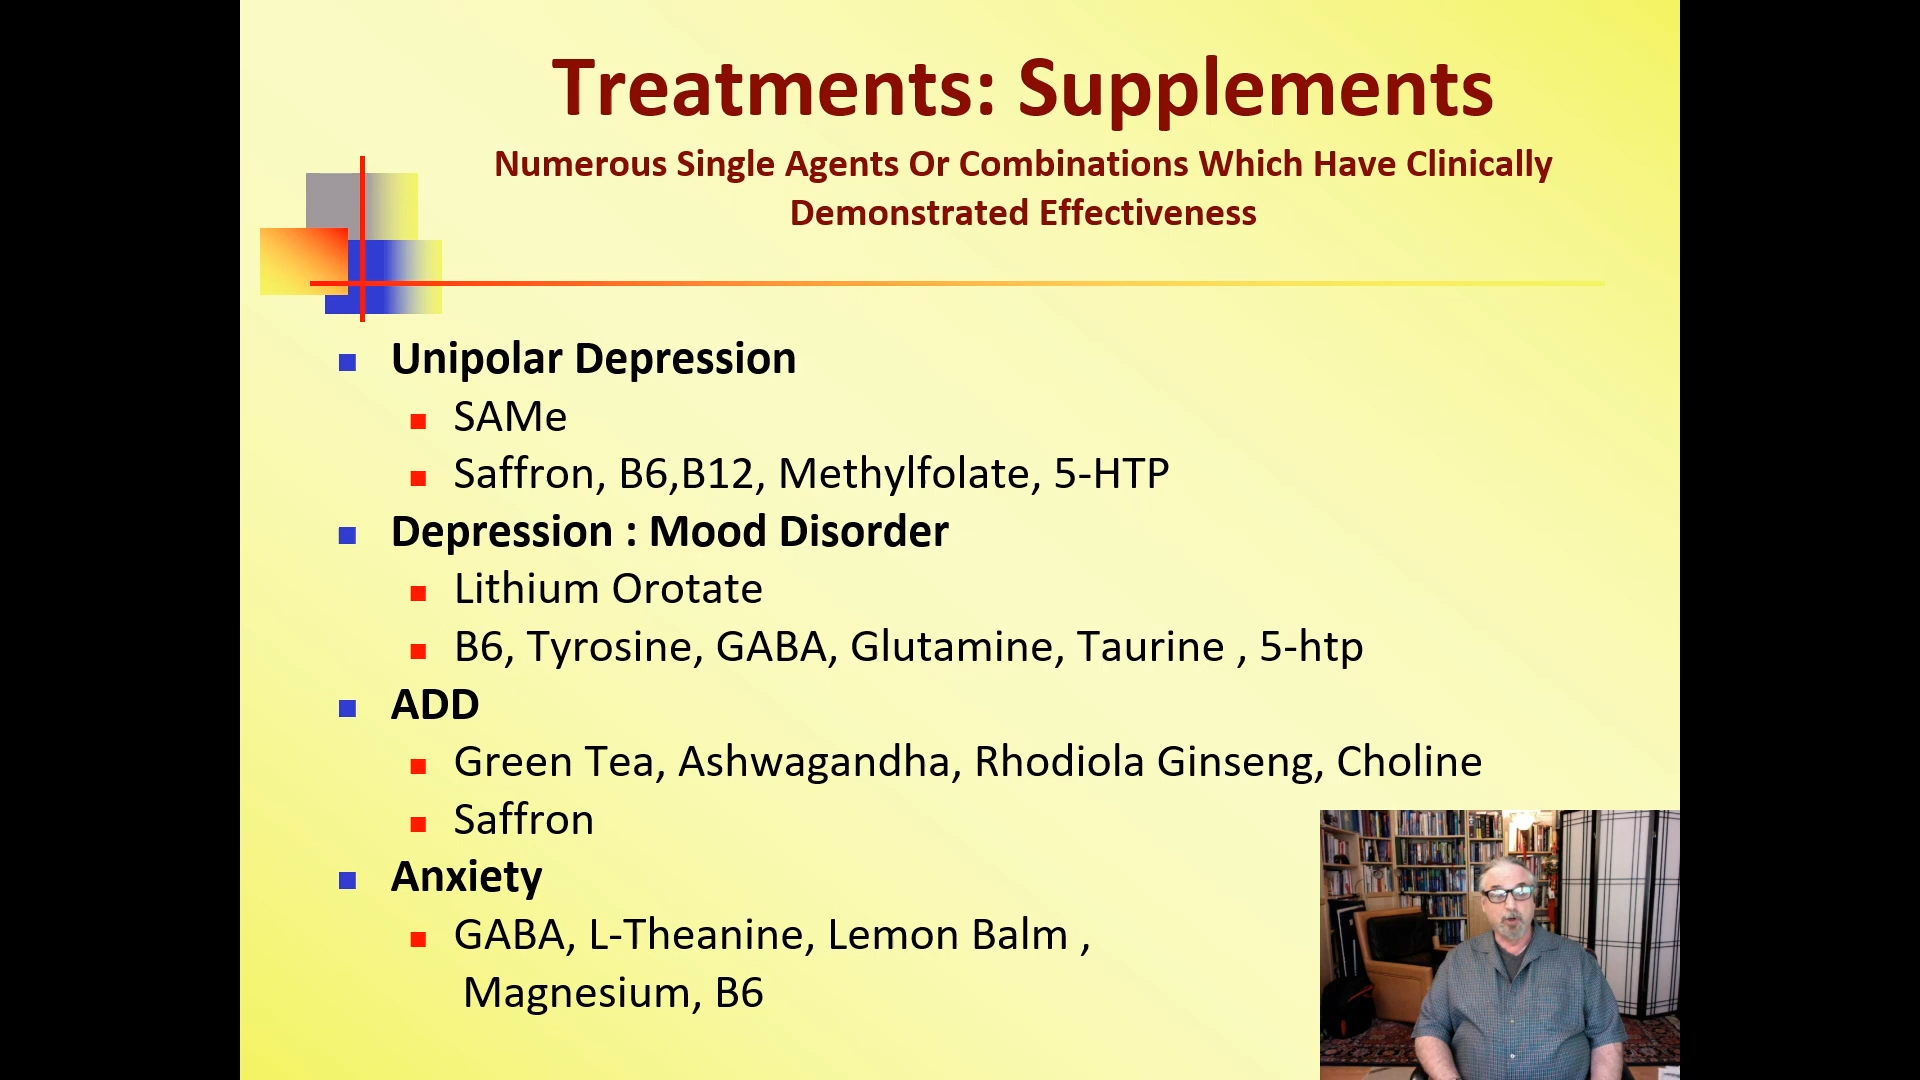 Treatments: Supplements
Numerous Single Agents Or Combinations Which Have Clinically
Demonstrated Effectiveness
Unipolar Depression
SAMe
Saffron, B6,B12, Methylfolate, 5-HTP
Depression : Mood Disorder
Lithium Orotate
B6, Tyrosine, GABA, Glutamine, Taurine , 5-htp
ADD
Green Tea, Ashwagandha, Rhodiola Ginseng, Choline
Saffron
Anxiety
GABA, L-Theanine, Lemon Balm ,
Magnesium, B6